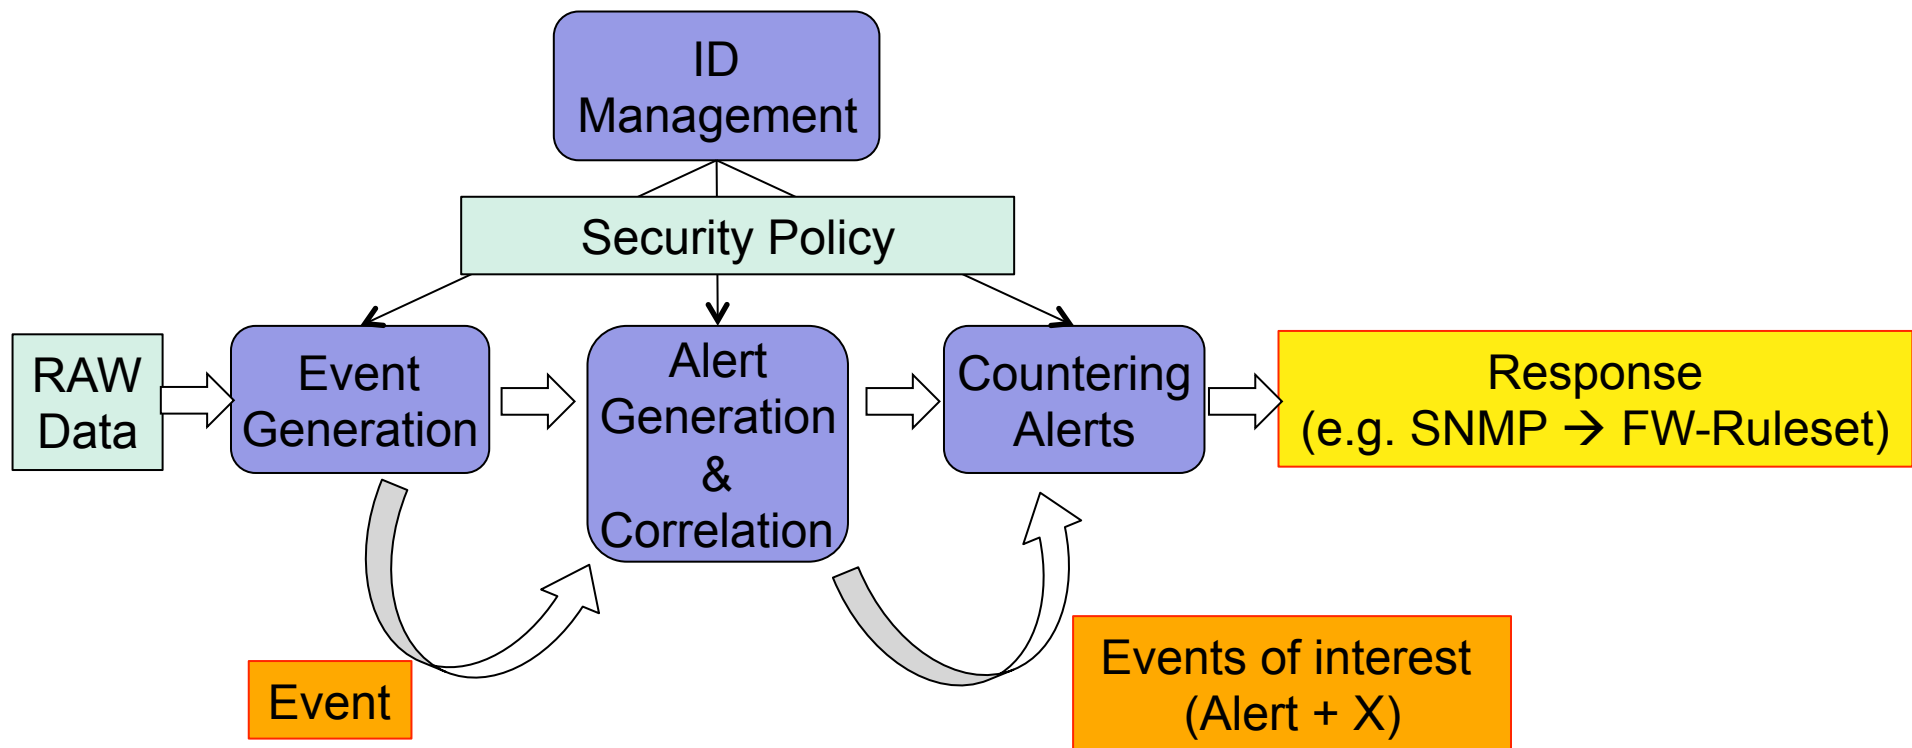 ID
Management
Security Policy
RAW
Data
Event
Generation
Alert
Generation
&
Correlation
Countering
Alerts
Response
(e.g. SNMP → FW-Ruleset)
Event
Events of interest
(Alert + X)